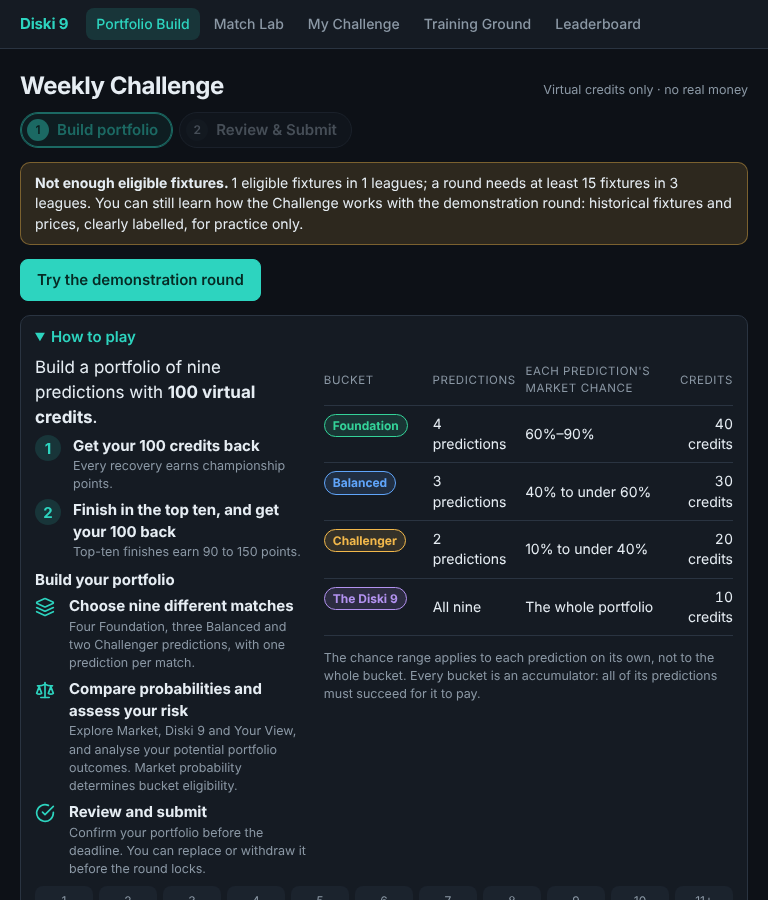 Diski 9
Portfolio Build
Match Lab
My Challenge
Training Ground
Leaderboard
Weekly Challenge
Virtual credits only · no real money
1 Build portfolio
2 Review & Submit
Not enough eligible fixtures. 1 eligible fixtures in 1 leagues; a round needs at least 15 fixtures in 3
leagues. You can still learn how the Challenge works with the demonstration round: historical fixtures and
prices, clearly labelled, for practice only.
Try the demonstration round
▼ How to play
Build a portfolio of nine
predictions with 100 virtual
credits.
1
Get your 100 credits back
Every recovery earns championship
points.
2
Finish in the top ten, and get
your 100 back
Top-ten finishes earn 90 to 150 points.
Build your portfolio
Choose nine different matches
Four Foundation, three Balanced and
two Challenger predictions, with one
prediction per match.
Compare probabilities and
assess your risk
Explore Market, Diski 9 and Your View,
and analyse your potential portfolio
outcomes. Market probability
determines bucket eligibility.
Review and submit
Confirm your portfolio before the
deadline. You can replace or withdraw it
before the round locks.
BUCKET
PREDICTIONS
EACH PREDICTION'S
MARKET CHANCE
CREDITS
Foundation
4
predictions
60%–90%
40
credits
Balanced
3
predictions
40% to under 60%
30
credits
Challenger
2
predictions
10% to under 40%
20
credits
The Diski 9
All nine
The whole portfolio
10
credits
The chance range applies to each prediction on its own, not to the
whole bucket. Every bucket is an accumulator: all of its predictions
must succeed for it to pay.